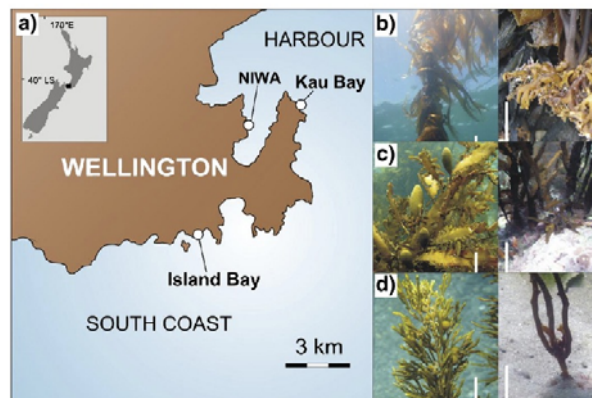 a)
170°E
40° LS
HARBOUR
NIWA
Kau Bay
WELLINGTON
Island Bay
SOUTH COAST
3 km
b)
c)
d)